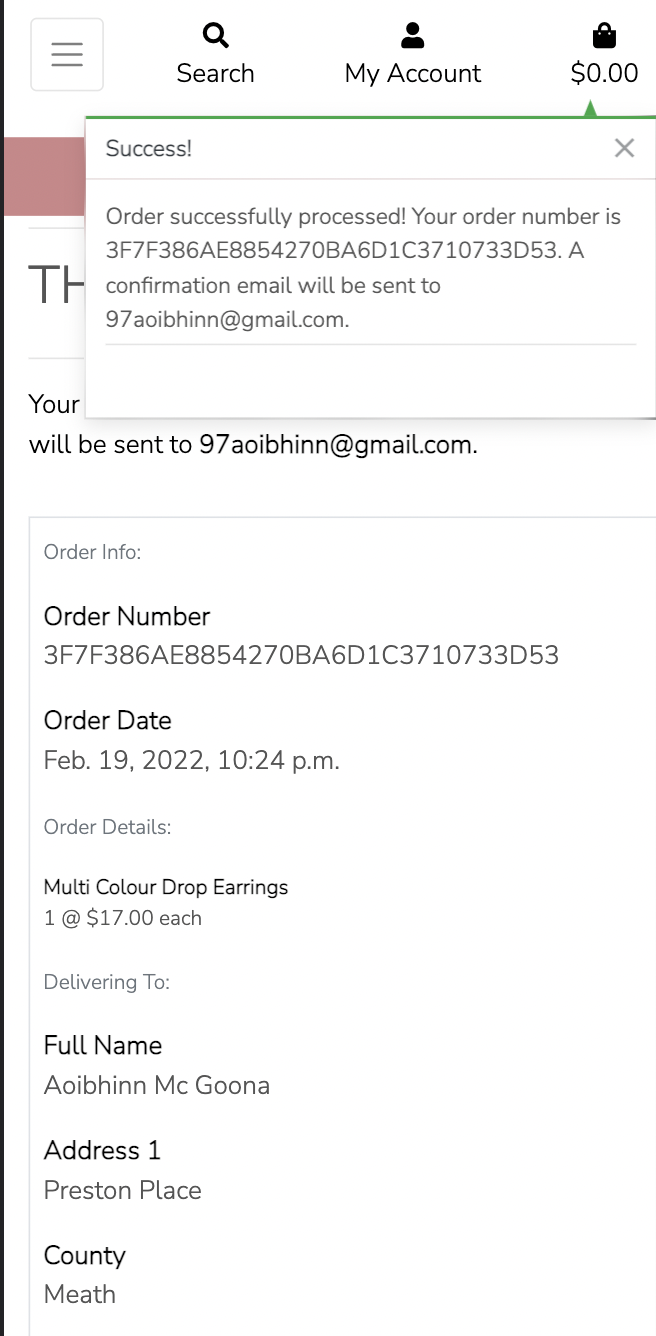 Search
My Account
$0.00
Success!
Order successfully processed! Your order number is
3F7F386AE8854270BA6D1C3710733D53. A
confirmation email will be sent to
97aoibhinn@gmail.com.
Your
will be sent to 97aoibhinn@gmail.com.
Order Info:
Order Number
3F7F386AE8854270BA6D1C3710733D53
Order Date
Feb. 19, 2022, 10:24 p.m.
Order Details:
Multi Colour Drop Earrings
1 @ $17.00 each
Delivering To:
Full Name
Aoibhinn Mc Goona
Address 1
Preston Place
County
Meath